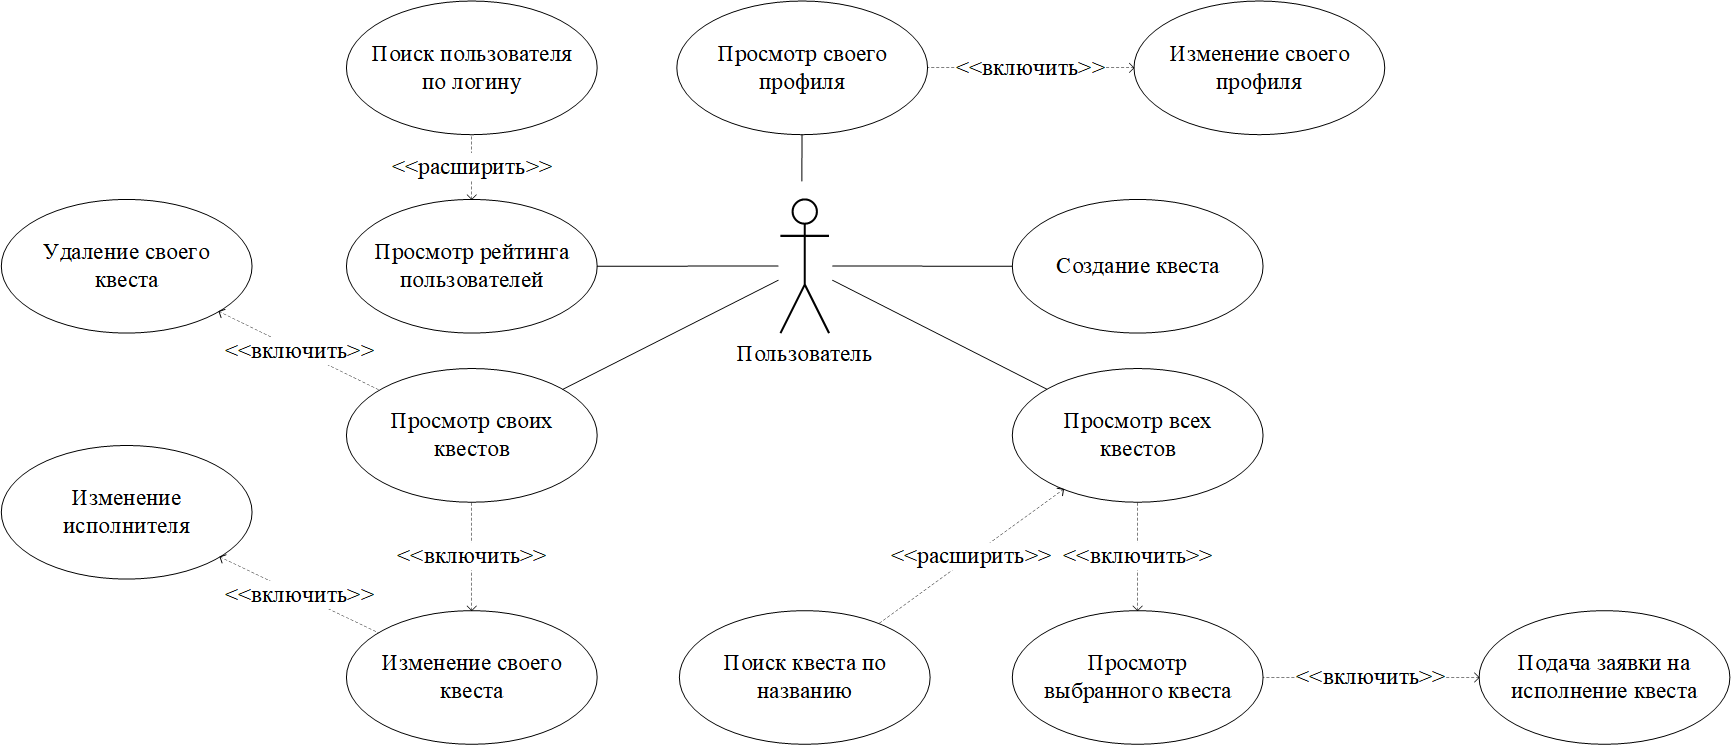 Поиск пользователя
по логину
Просмотр своего
профиля
<<включить>>
Изменение своего
профиля
<<расширить>>
Удаление своего
квеста
Просмотр рейтинга
пользователей
Создание квеста
Пользователь
<<включить>>
Просмотр своих
квестов
Просмотр всех
квестов
Изменение
исполнителя
<<включить>>
<<расширить>>
<<включить>>
<<включить>>
Изменение своего
квеста
Поиск квеста по
названию
Просмотр
выбранного квеста
<<включить>>
Подача заявки на
исполнение квеста